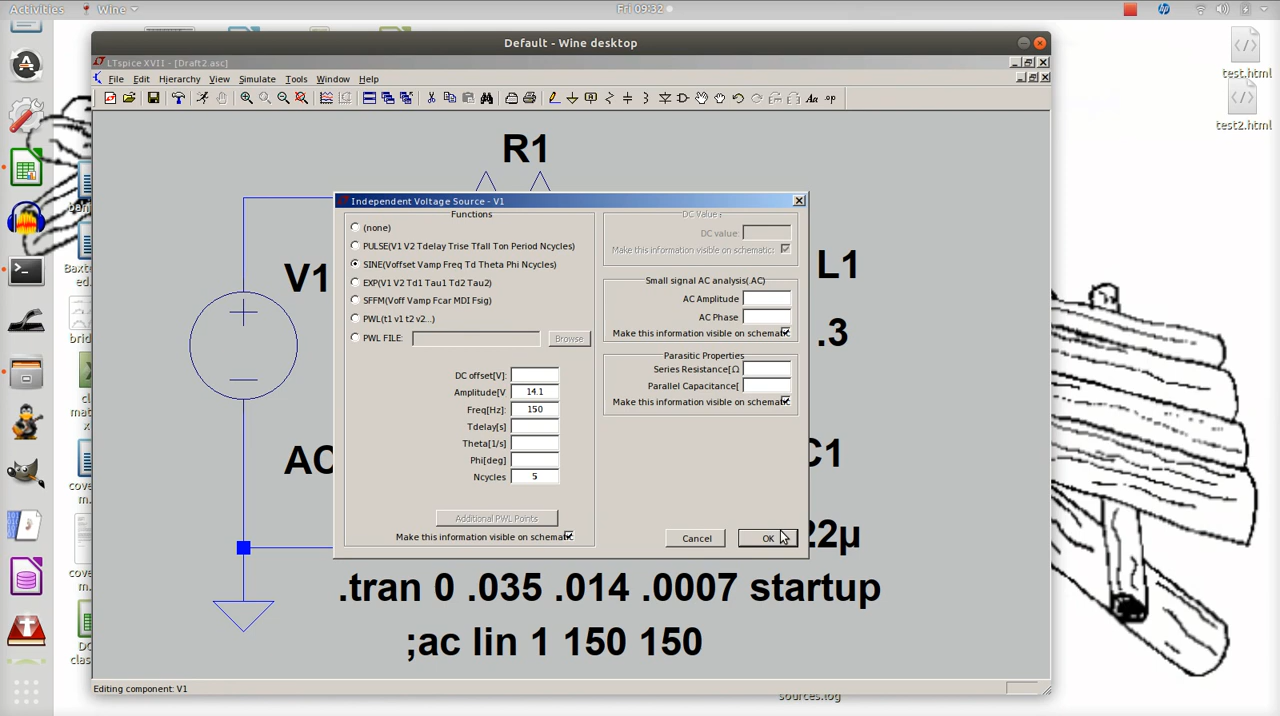 Activities
Wine
Fri 09:32
Default - Wine desktop
LTspice XVII - [Draft2.asc]
File Edit Hierarchy View Simulate Tools Window Help
Aa .op
test.html
test2.html
R1
V1
AC
L1
.3
C1
22µ
Independent Voltage Source - V1
Functions
(none)
PULSE(V1 V2 Tdelay Trise Tfall Ton Period Ncycles)
SINE(Voffset Vamp Freq Td Theta Phi Ncycles)
EXP(V1 V2 Td1 Tau1 Td2 Tau2)
SFFM(Voff Vamp Fcar MDI Fsig)
PWL(t1 v1 t2 v2...)
PWL FILE:
Browse
DC offset[V]:
Amplitude[V 14.1
Freq[Hz]: 150
Tdelay[s]
Theta[1/s]
Phi[deg]
Ncycles 5
Additional PWL Points
Make this information visible on schemati
DC Value
DC value:
Make this information visible on schematic:
Small signal AC analysis(.AC)
AC Amplitude
AC Phase
Make this information visible on schemati
Parasitic Properties
Series Resistance[Ω
Parallel Capacitance[
Make this information visible on schemati
Cancel
OK
.tran 0 .035 .014 .0007 startup
;ac lin 1 150 150
Editing component: V1
sources.log